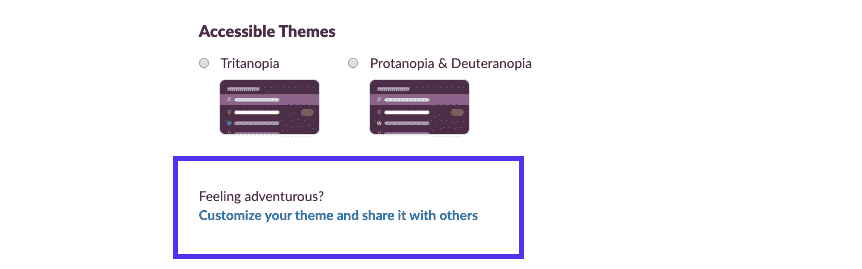 Accessible Themes
Tritanopia
Protanopia & Deuteranopia
Feeling adventurous?
Customize your theme and share it with others